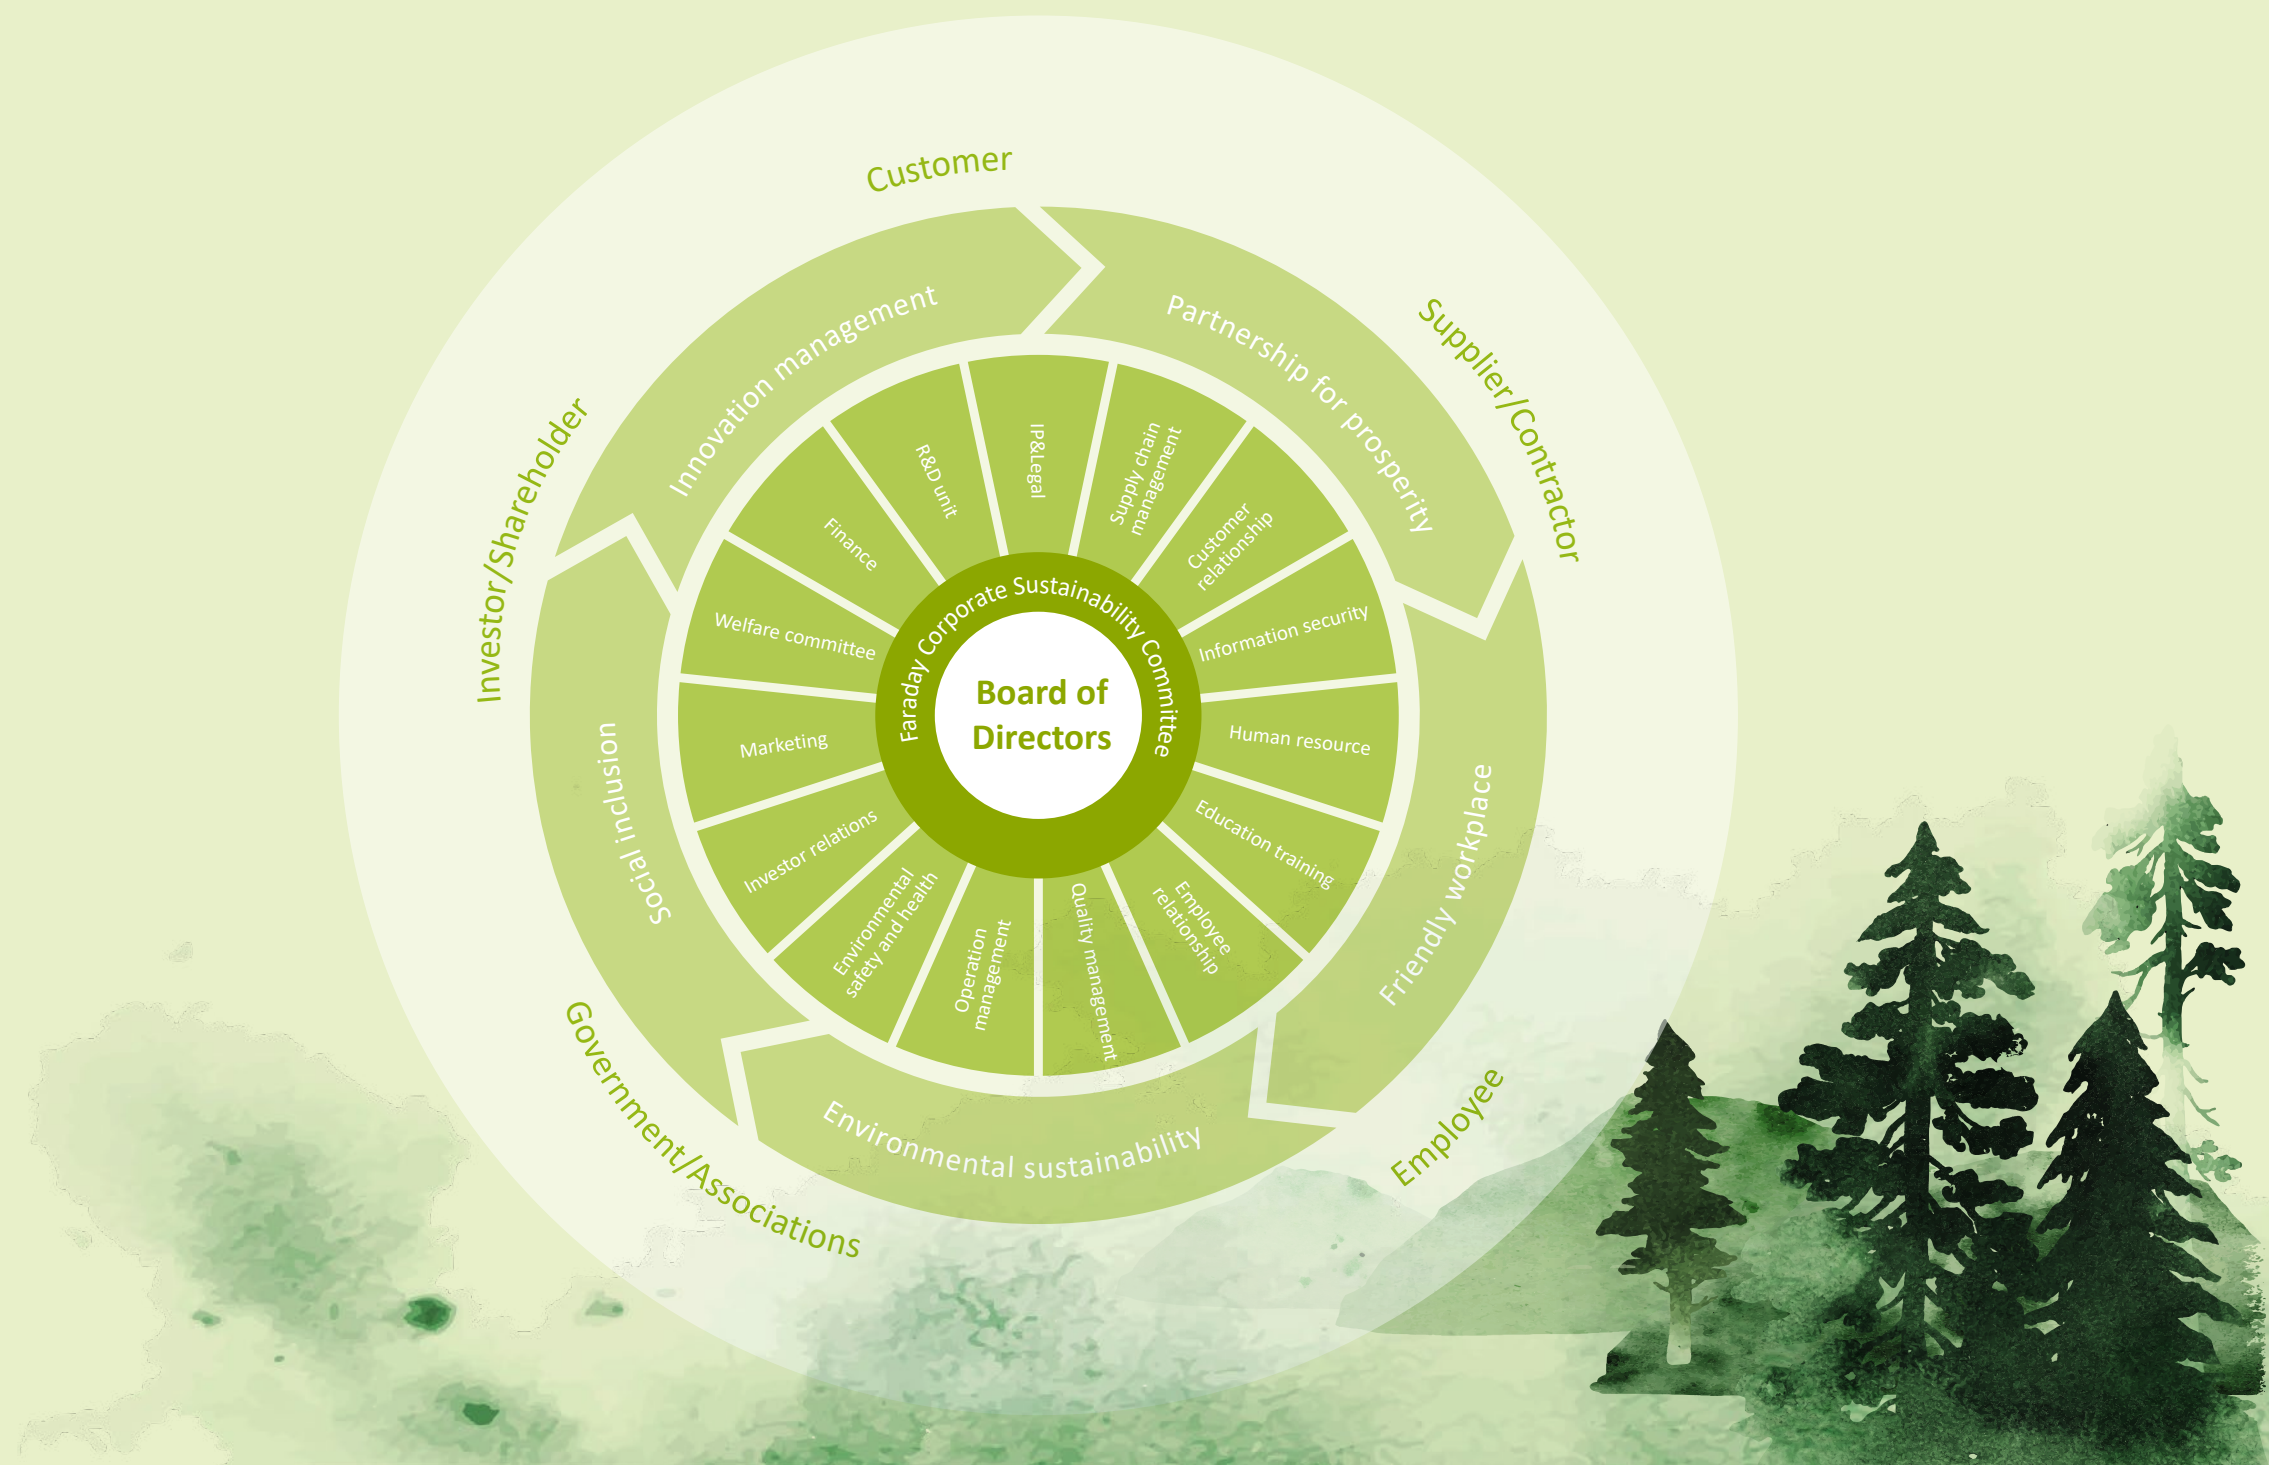 Customer
Supplier/Contractor
Employee
Government/Associations
Investor/Shareholder
Innovation management
Partnership for prosperity
Friendly workplace
Environmental sustainability
Social inclusion
IP&Legal
Supply chain
management
Customer
relationship
Information security
Human resource
Education training
Employee
relationship
Quality management
Operation
management
Environmental
safety and health
Investor relations
Marketing
Welfare committee
Finance
R&D unit
Faraday Corporate Sustainability Committee
Board of
Directors